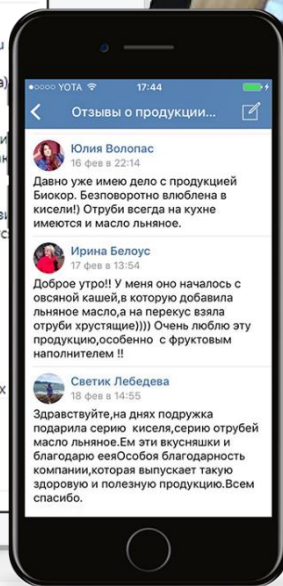 YOTA 17:44
Отзывы о продукции...
Юлия Волопас
16 фев в 22:14
Давно уже имею дело с продукцией
Биокор. Безповоротно влюблена в
кисели!) Отруби всегда на кухне
имеются и масло льняное.
Ирина Белоус
17 фев в 13:54
Доброе утро!! У меня оно началось с
овсяной кашей,в которую добавила
льняное масло,а на перекус взяла
отруби хрустящие)))) Очень люблю эту
продукцию,особенно с фруктовым
наполнителем !!
Светик Лебедева
18 фев в 14:55
Здравствуйте,на днях подружка
подарила серию киселя,серию отрубей
масло льняное.Ем эти вкусняшки и
благодарю ееяОсобоя благодарность
компании,которая выпускает такую
здоровую и полезную продукцию.Всем
спасибо.